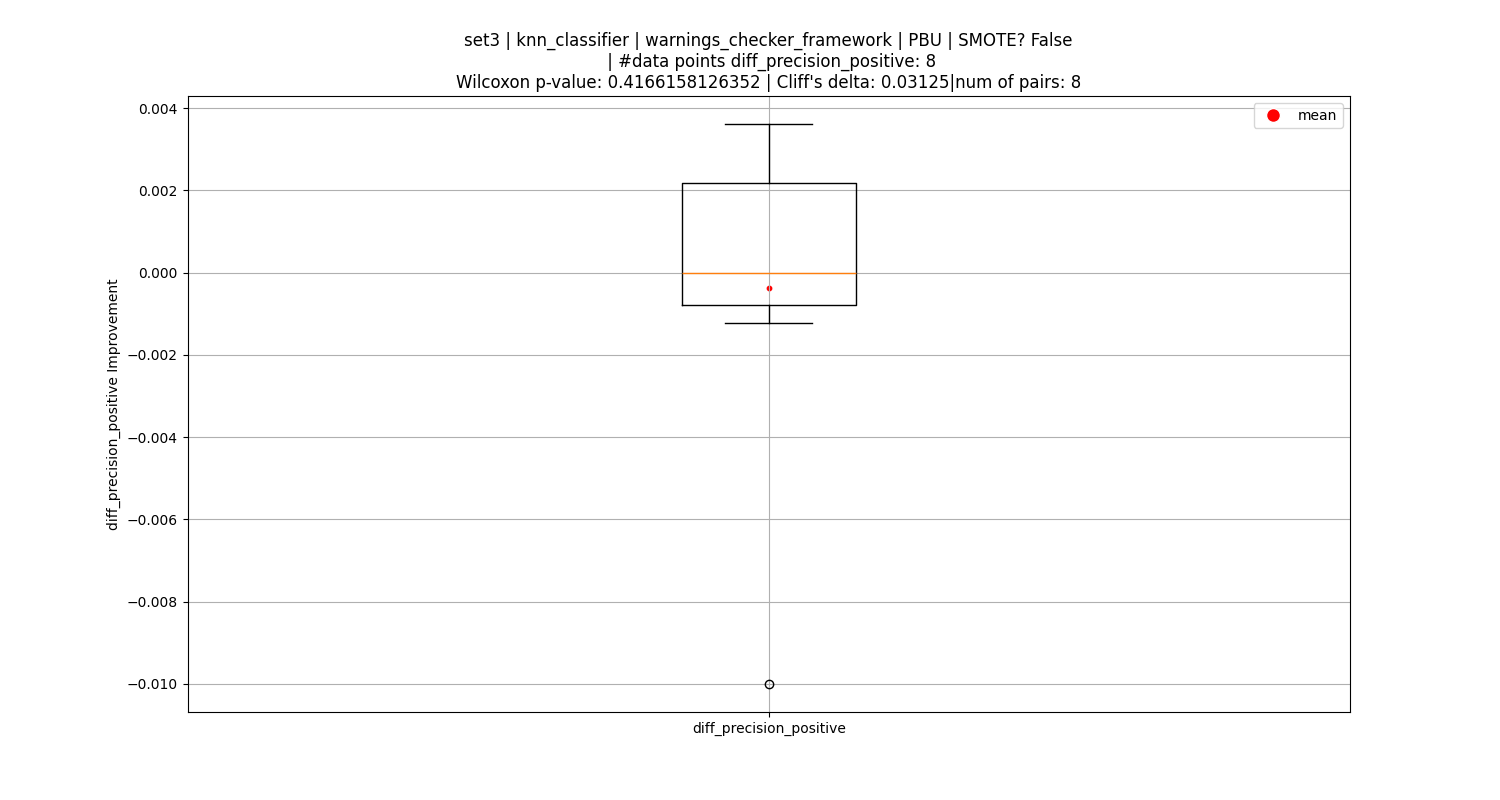 set3 | knn_classifier | warnings_checker_framework | PBU | SMOTE? False
| #data points diff_precision_positive: 8
Wilcoxon p-value: 0.4166158126352 | Cliff's delta: 0.03125|num of pairs: 8
mean
0.004
0.002
0.000
−0.002
−0.004
−0.006
−0.008
−0.010
diff_precision_positive Improvement
diff_precision_positive